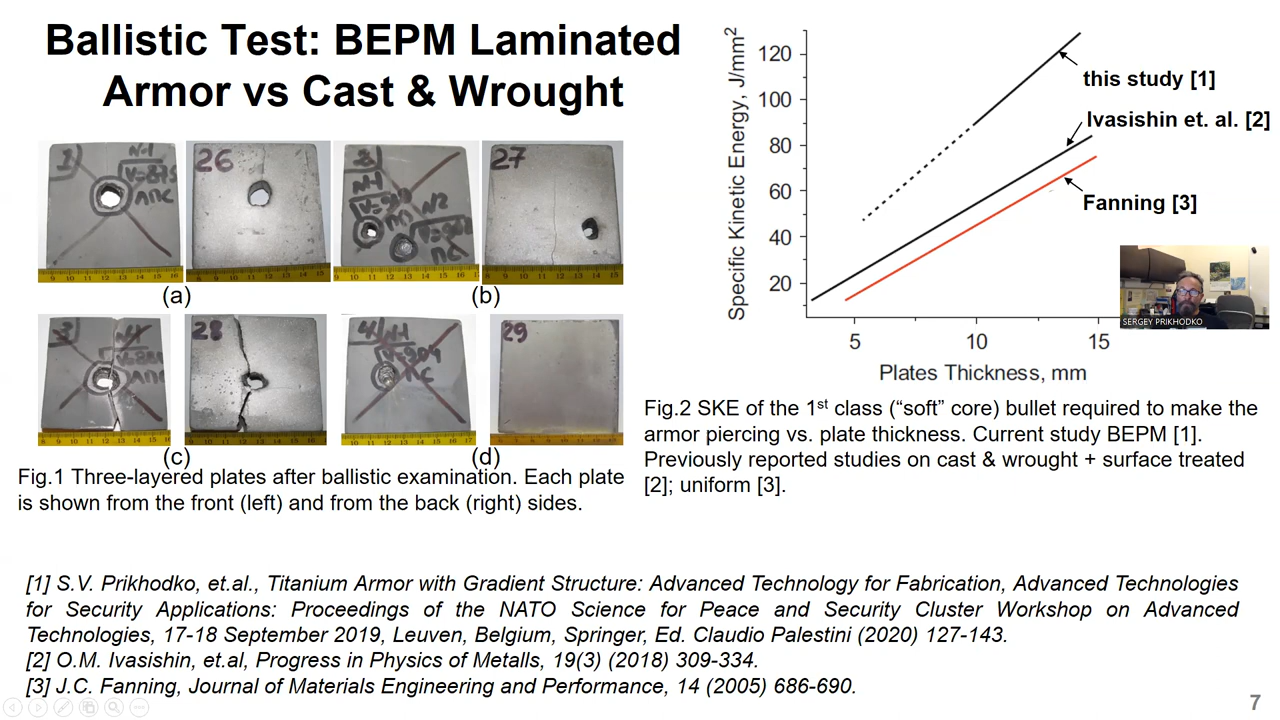 Ballistic Test: BEPM Laminated
Armor vs Cast & Wrought
26
27
(a)
(b)
28
29
(c)
(d)
Fig.1 Three-layered plates after ballistic examination. Each plate
is shown from the front (left) and from the back (right) sides.
Specific Kinetic Energy, J/mm²
120
100
80
60
40
20
5
10
15
Plates Thickness, mm
this study [1]
Ivasishin et. al. [2]
Fanning [3]
SERGEY PRIKHODKO
Fig.2 SKE of the 1st class (“soft” core) bullet required to make the
armor piercing vs. plate thickness. Current study BEPM [1].
Previously reported studies on cast & wrought + surface treated
[2]; uniform [3].
[1] S.V. Prikhodko, et.al., Titanium Armor with Gradient Structure: Advanced Technology for Fabrication, Advanced Technologies
for Security Applications: Proceedings of the NATO Science for Peace and Security Cluster Workshop on Advanced
Technologies, 17-18 September 2019, Leuven, Belgium, Springer, Ed. Claudio Palestini (2020) 127-143.
[2] O.M. Ivasishin, et.al, Progress in Physics of Metalls, 19(3) (2018) 309-334.
[3] J.C. Fanning, Journal of Materials Engineering and Performance, 14 (2005) 686-690.
7